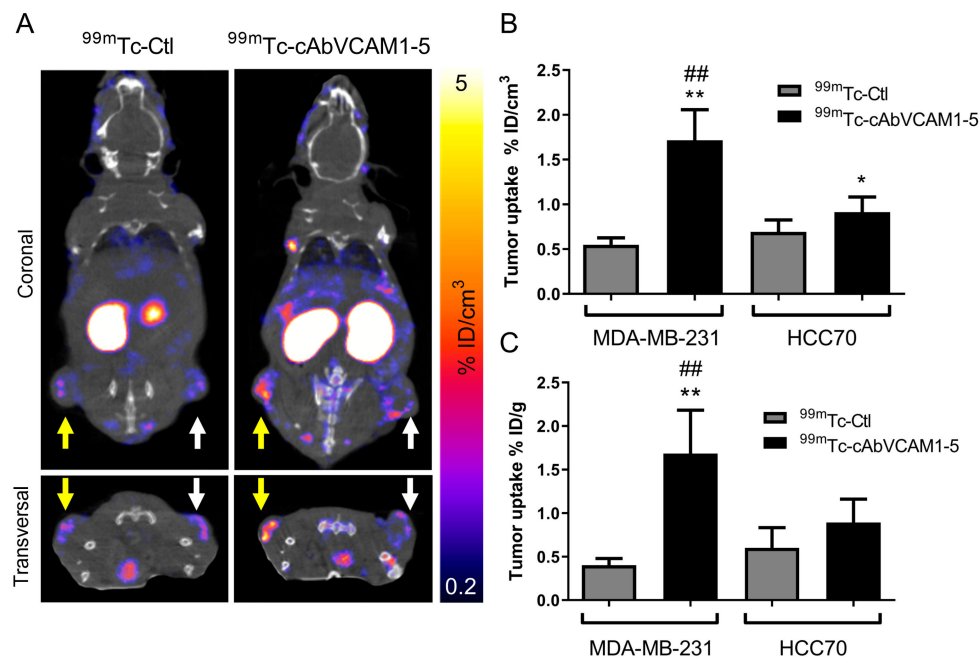 A
⁹⁹ᵐTc-Ctl
⁹⁹ᵐTc-cAbVCAM1-5
Coronal
Transversal
5
% ID/cm³
0.2
B
Tumor uptake % ID/cm³
2.5
2.0
1.5
1.0
0.5
0.0
##
**
*
⁹⁹ᵐTc-Ctl
⁹⁹ᵐTc-cAbVCAM1-5
MDA-MB-231
HCC70
C
Tumor uptake % ID/g
2.5
2.0
1.5
1.0
0.5
0.0
##
**
⁹⁹ᵐTc-Ctl
⁹⁹ᵐTc-cAbVCAM1-5
MDA-MB-231
HCC70